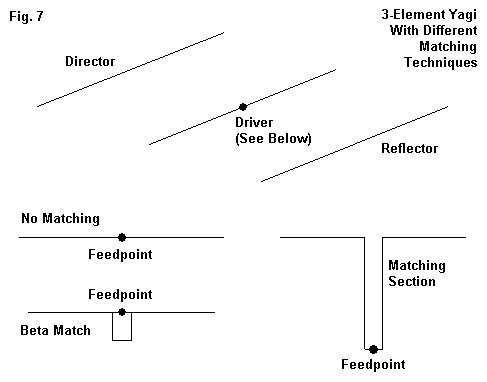 Fig. 7
3-Element Yagi
With Different
Matching
Techniques
Director
Driver
(See Below)
Reflector
No Matching
Feedpoint
Feedpoint
Beta Match
Matching
Section
Feedpoint